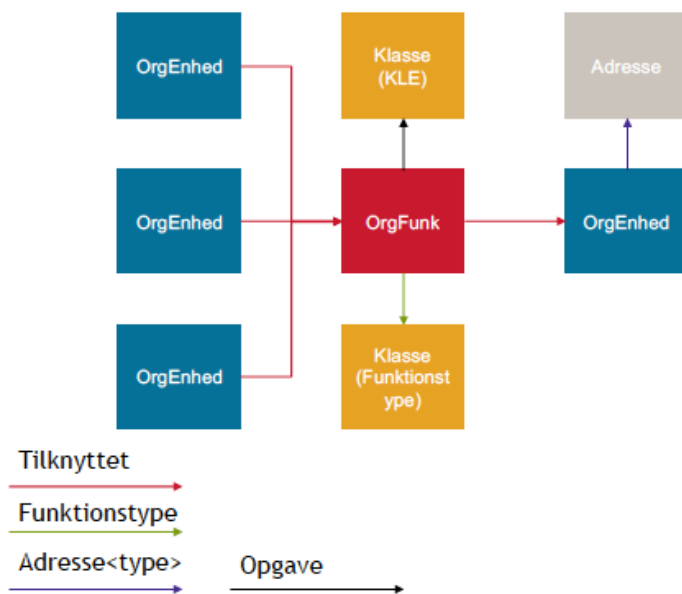 OrgEnhed
Klasse
(KLE)
Adresse
OrgEnhed
OrgFunk
OrgEnhed
OrgEnhed
Klasse
(Funktionst
ype)
Tilknyttet
Funktionstype
Adresse<type>
Opgave